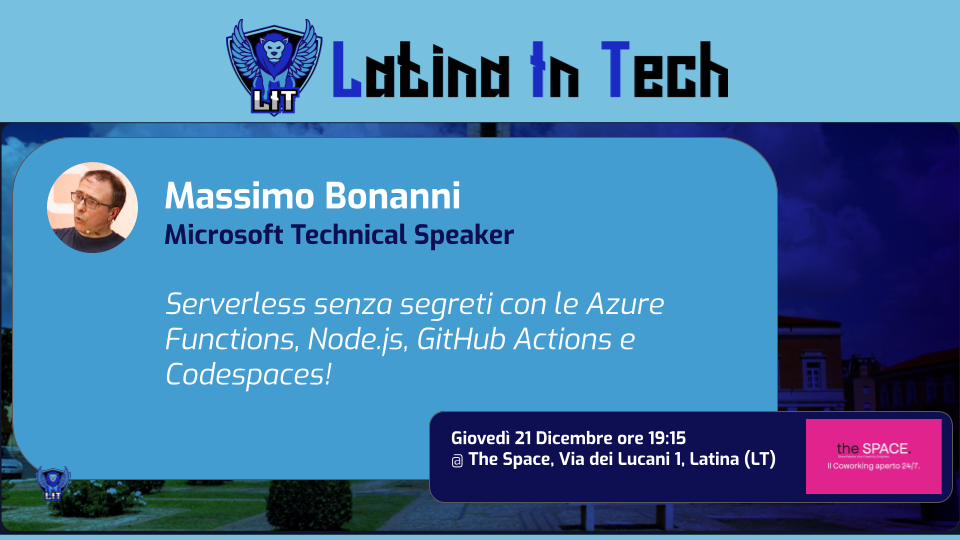 LIT
Latina In Tech
Massimo Bonanni
Microsoft Technical Speaker
Serverless senza segreti con le Azure
Functions, Node.js, GitHub Actions e
Codespaces!
Giovedì 21 Dicembre ore 19:15
@ The Space, Via dei Lucani 1, Latina (LT)
the SPACE.
Il Coworking aperto 24/7.
LIT